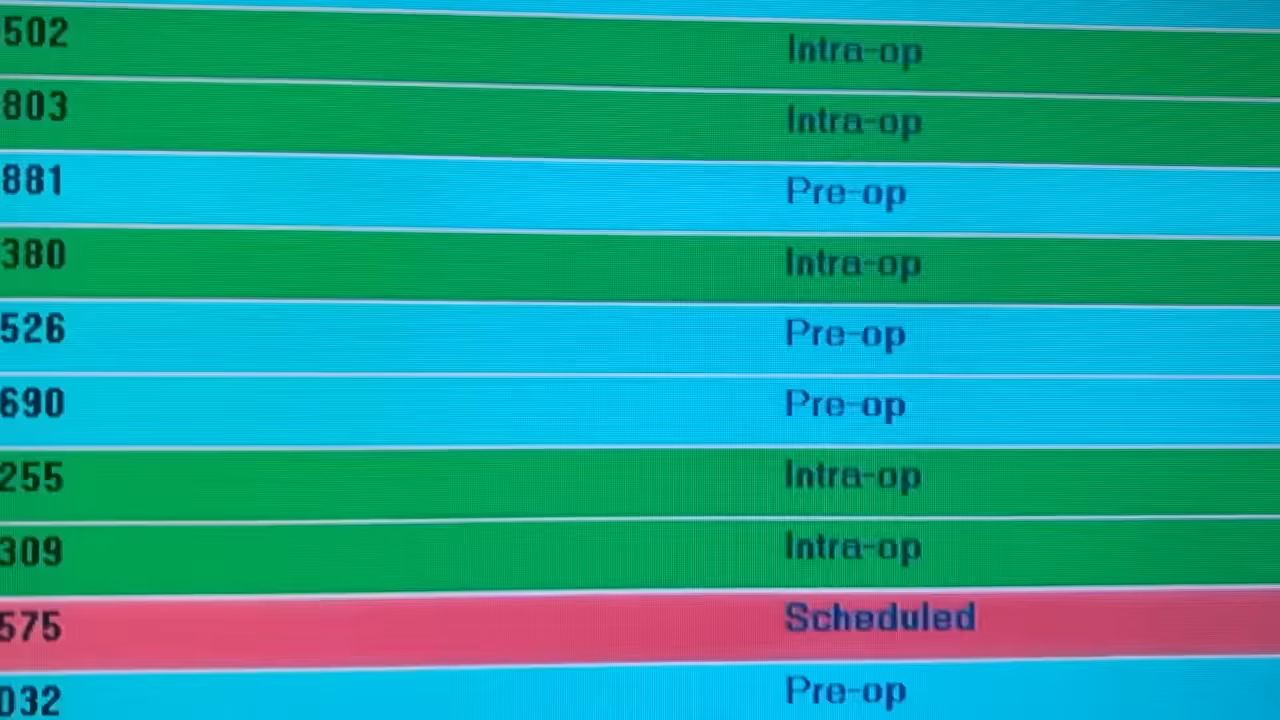 502 Intra-op
803 Intra-op
881 Pre-op
380 Intra-op
526 Pre-op
690 Pre-op
255 Intra-op
309 Intra-op
575 Scheduled
032 Pre-op